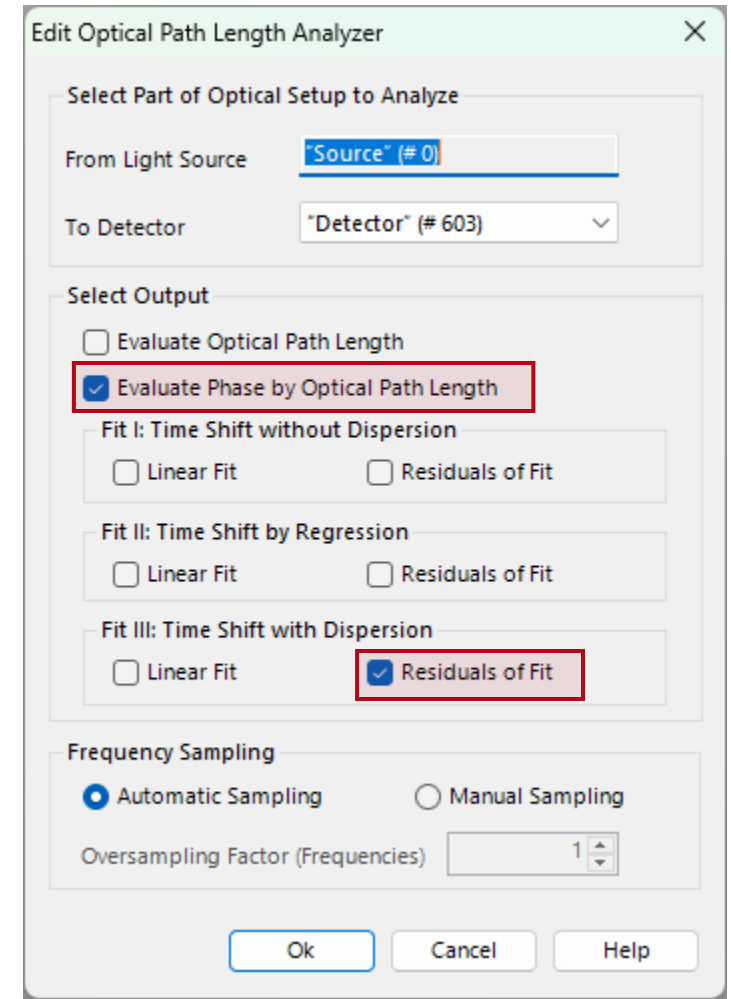 Edit Optical Path Length Analyzer
Select Part of Optical Setup to Analyze
From Light Source "Source" (# 0)
To Detector "Detector" (# 603)
Select Output
Evaluate Optical Path Length
Evaluate Phase by Optical Path Length
Fit I: Time Shift without Dispersion
Linear Fit Residuals of Fit
Fit II: Time Shift by Regression
Linear Fit Residuals of Fit
Fit III: Time Shift with Dispersion
Linear Fit Residuals of Fit
Frequency Sampling
Automatic Sampling Manual Sampling
Oversampling Factor (Frequencies) 1
Ok Cancel Help